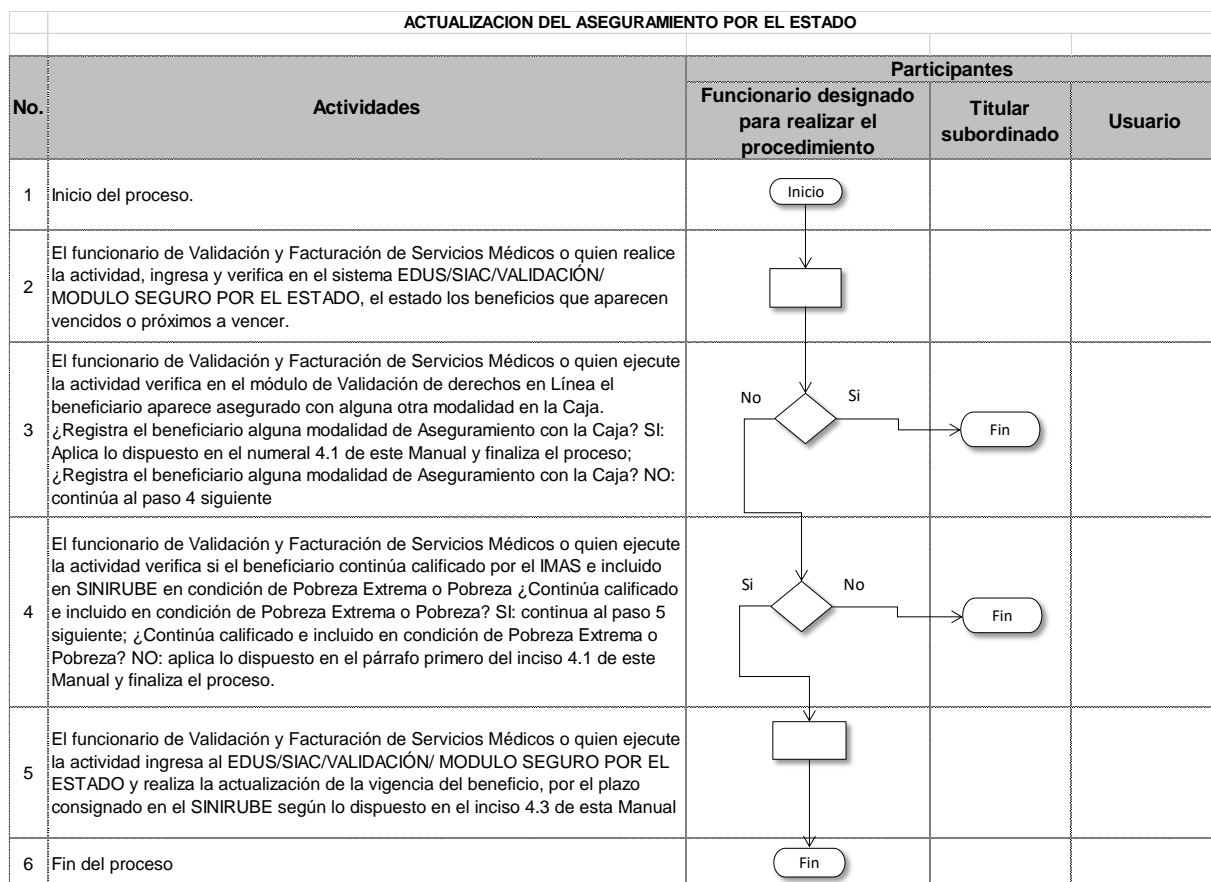 ACTUALIZACION DEL ASEGURAMIENTO POR EL ESTADO
No.
Actividades
Participantes
Funcionario designado
para realizar el
procedimiento
Titular
subordinado
Usuario
1
Inicio del proceso.
Inicio
2
El funcionario de Validación y Facturación de Servicios Médicos o quien realice
la actividad, ingresa y verifica en el sistema EDUS/SIAC/VALIDACIÓN/
MODULO SEGURO POR EL ESTADO, el estado los beneficios que aparecen
vencidos o próximos a vencer.
3
El funcionario de Validación y Facturación de Servicios Médicos o quien ejecute
la actividad verifica en el módulo de Validación de derechos en Línea el
beneficiario aparece asegurado con alguna otra modalidad en la Caja.
¿Registra el beneficiario alguna modalidad de Aseguramiento con la Caja? SI:
Aplica lo dispuesto en el numeral 4.1 de este Manual y finaliza el proceso;
¿Registra el beneficiario alguna modalidad de Aseguramiento con la Caja? NO:
continúa al paso 4 siguiente
No
Si
Fin
4
El funcionario de Validación y Facturación de Servicios Médicos o quien ejecute
la actividad verifica si el beneficiario continúa calificado por el IMAS e incluido
en SINIRUBE en condición de Pobreza Extrema o Pobreza ¿Continúa calificado
e incluido en condición de Pobreza Extrema o Pobreza? SI: continua al paso 5
siguiente; ¿Continúa calificado e incluido en condición de Pobreza Extrema o
Pobreza? NO: aplica lo dispuesto en el párrafo primero del inciso 4.1 de este
Manual y finaliza el proceso.
Si
No
Fin
5
El funcionario de Validación y Facturación de Servicios Médicos o quien ejecute
la actividad ingresa al EDUS/SIAC/VALIDACIÓN/ MODULO SEGURO POR EL
ESTADO y realiza la actualización de la vigencia del beneficio, por el plazo
consignado en el SINIRUBE según lo dispuesto en el inciso 4.3 de esta Manual
6
Fin del proceso
Fin